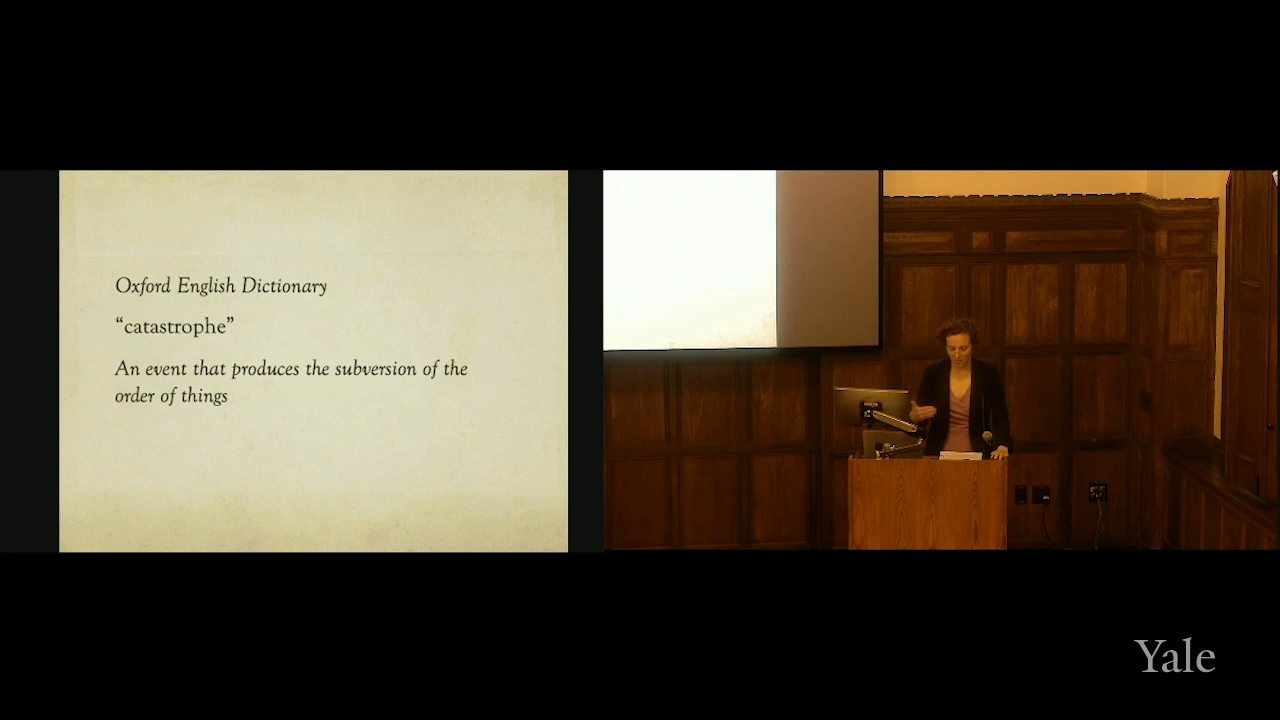 Oxford English Dictionary
“catastrophe”
An event that produces the subversion of the
order of things
Yale